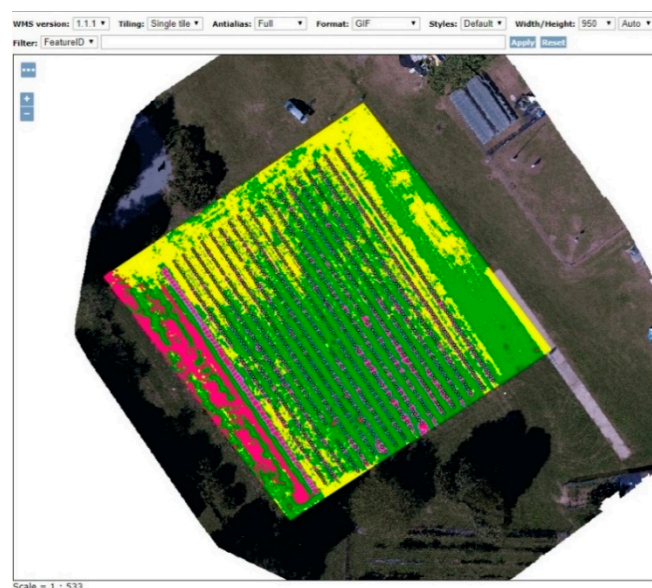 WMS version: 1.1.1 Tiling: Single tile Antialias: Full Format: GIF Styles: Default Width/Height: 950 Auto
Filter: FeatureID Apply Reset
+
−
Scale = 1 : 533